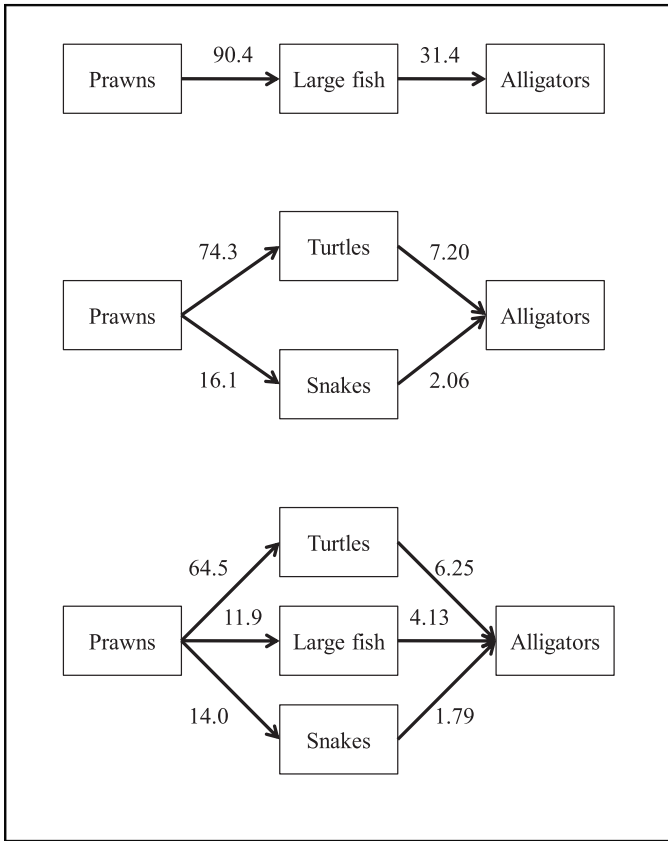 90.4 31.4
Prawns Large fish Alligators
74.3 Turtles 7.20
Prawns Alligators
16.1 Snakes 2.06
Turtles
64.5 6.25
11.9 4.13
Prawns Large fish Alligators
14.0 1.79
Snakes